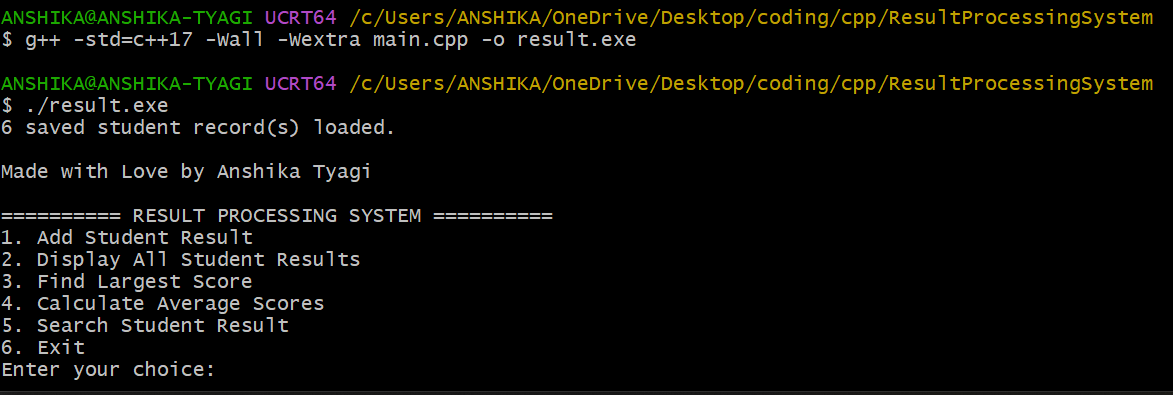 ANSHIKA@ANSHIKA-TYAGI UCRT64 /c/Users/ANSHIKA/OneDrive/Desktop/coding/cpp/ResultProcessingSystem
$ g++ -std=c++17 -Wall -Wextra main.cpp -o result.exe
ANSHIKA@ANSHIKA-TYAGI UCRT64 /c/Users/ANSHIKA/OneDrive/Desktop/coding/cpp/ResultProcessingSystem
$ ./result.exe
6 saved student record(s) loaded.
Made with Love by Anshika Tyagi
========== RESULT PROCESSING SYSTEM ==========
1. Add Student Result
2. Display All Student Results
3. Find Largest Score
4. Calculate Average Scores
5. Search Student Result
6. Exit
Enter your choice: